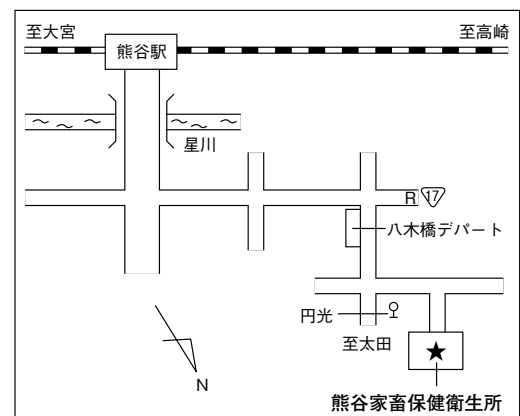 至大宮
至高崎
熊谷駅
星川
R 17
八木橋デパート
円光
至太田
N
熊谷家畜保健衛生所